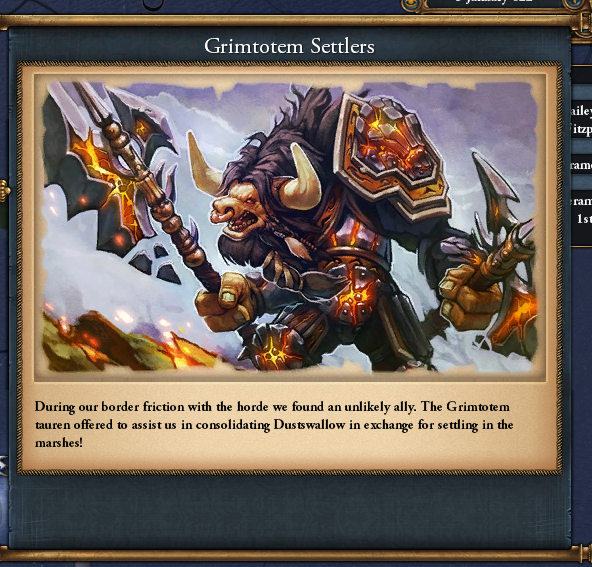 Grimtotem Settlers
During our border friction with the horde we found an unlikely ally. The Grimtotem
tauren offered to assist us in consolidating Dustswallow in exchange for settling in the
marshes!
1st